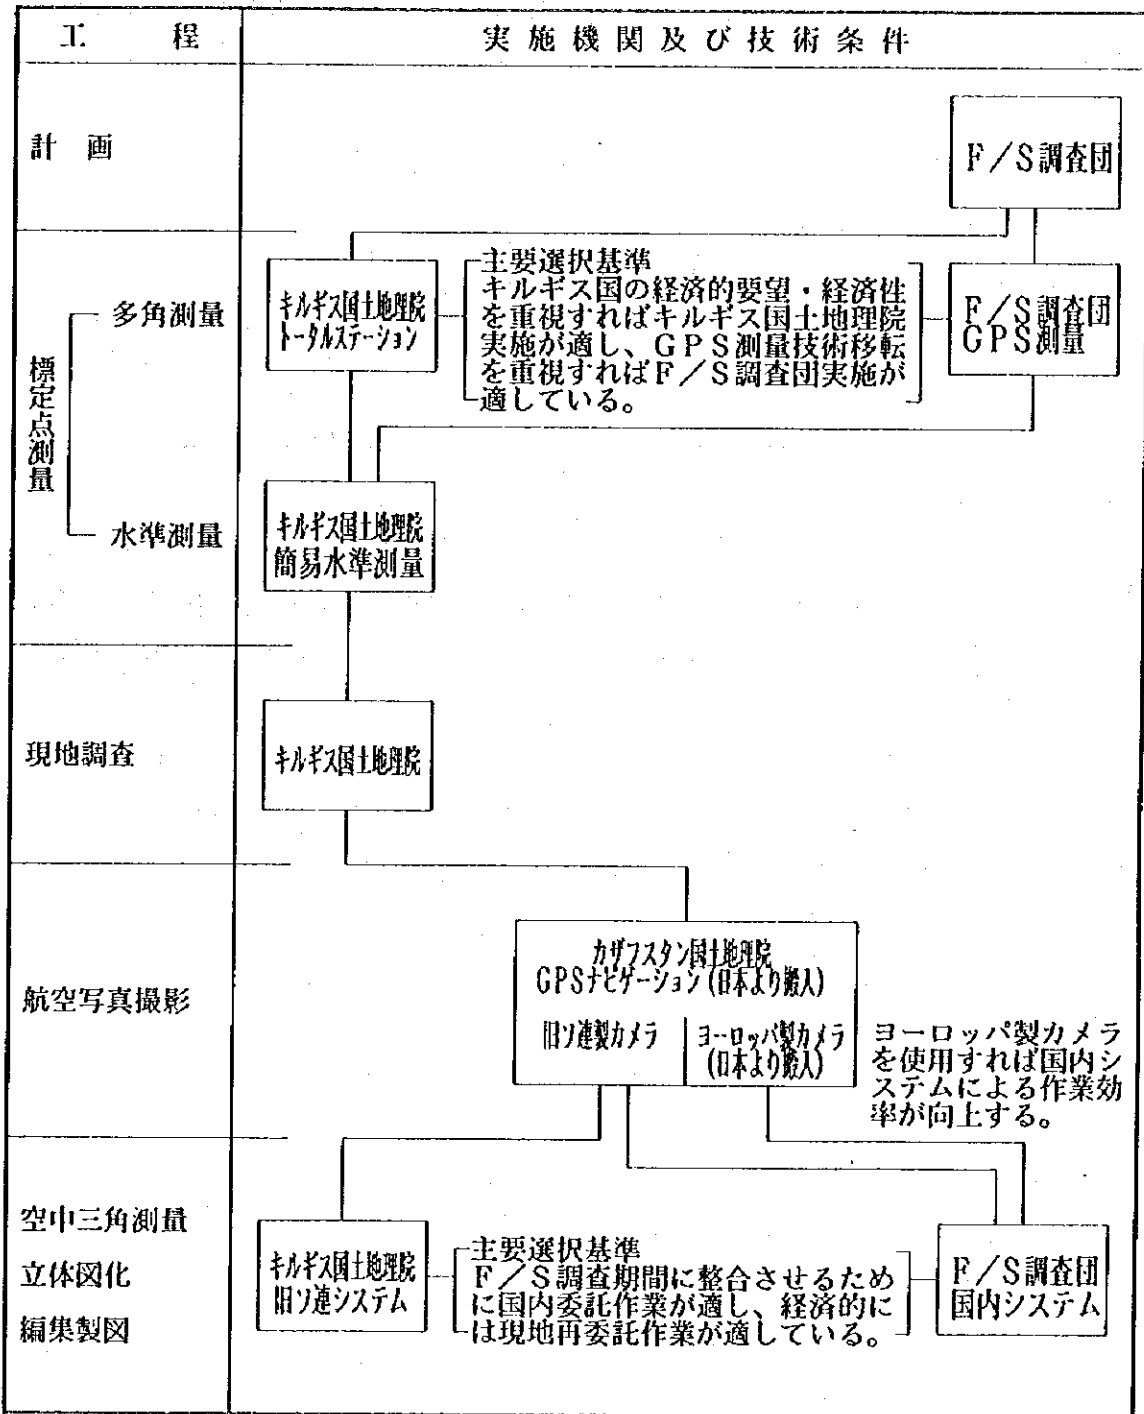 工程
実施機関及び技術条件
計画
F/S調査団
標定点測量
多角測量
キルギス国土地理院
トータルステーション
主要選択基準
キルギス国の経済的要望・経済性
を重視すればキルギス国土地理院
実施が適し、GPS測量技術移転
を重視すればF/S調査団実施が
適している。
F/S調査団
GPS測量
水準測量
キルギス国土地理院
簡易水準測量
現地調査
キルギス国土地理院
航空写真撮影
カザフスタン国土地理院
GPSナビゲーション(日本より搬入)
旧ソ連製カメラ
ヨーロッパ製カメラ
(日本より搬入)
ヨーロッパ製カメラ
を使用すれば国内シ
ステムによる作業効
率が向上する。
空中三角測量
立体図化
編集製図
キルギス国土地理院
旧ソ連システム
主要選択基準
F/S調査期間に整合させるため
に国内委託作業が適し、経済的に
は現地再委託作業が適している。
F/S調査団
国内システム